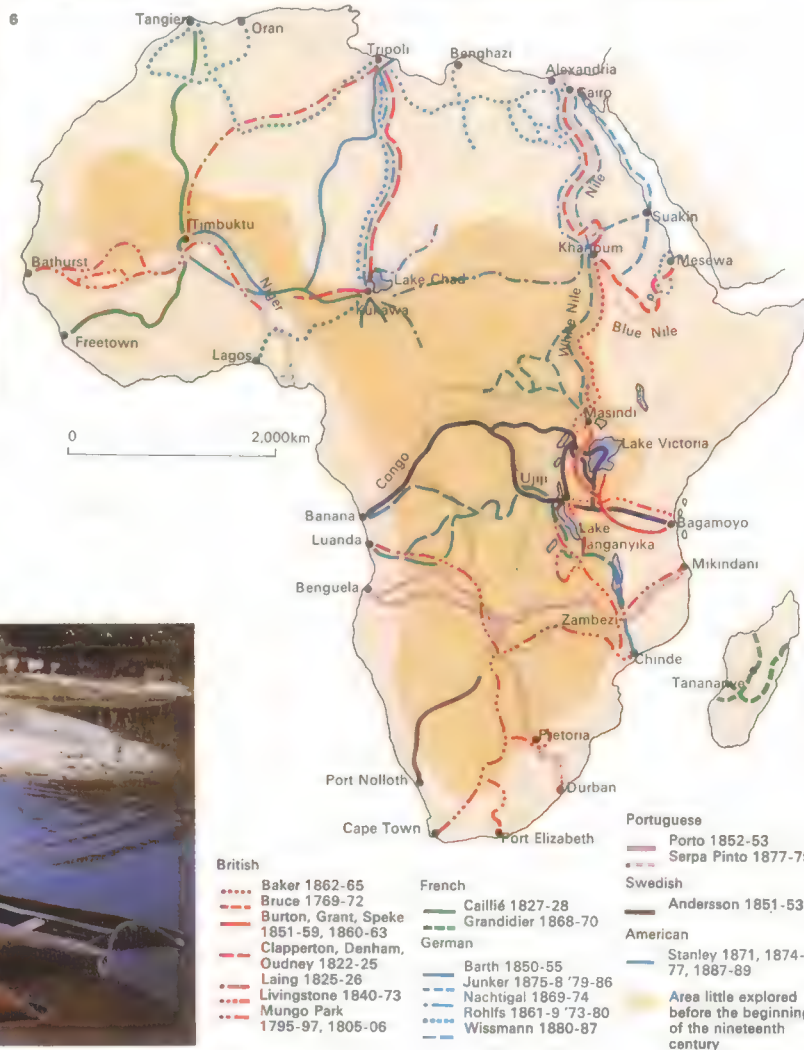 6
Tangier
Oran
Tripoli
Benghazi
Alexandria
Cairo
Nile
Suakin
Timbuktu
Khartoum
Mesewa
Bathurst
Niger
Lake Chad
Kukawa
White Nile
Blue Nile
Freetown
Lagos
Masindi
0 2,000km
Lake Victoria
Congo
Ujiji
Banana
Bagamoyo
Luanda
Lake
Tanganyika
Mikindani
Benguela
Zambezi
Chinde
Tananarive
Pretoria
Port Nolloth
Durban
Cape Town
Port Elizabeth
British
Baker 1862-65
Bruce 1769-72
Burton, Grant, Speke
1851-59, 1860-63
Clapperton, Denham,
Oudney 1822-25
Laing 1825-26
Livingstone 1840-73
Mungo Park
1795-97, 1805-06
French
Caillié 1827-28
Grandidier 1868-70
German
Barth 1850-55
Junker 1875-8 '79-86
Nachtigal 1869-74
Rohlfs 1861-9 '73-80
Wissmann 1880-87
Portuguese
Porto 1852-53
Serpa Pinto 1877-79
Swedish
Andersson 1851-53
American
Stanley 1871, 1874-
77, 1887-89
Area little explored
before the beginning
of the nineteenth
century